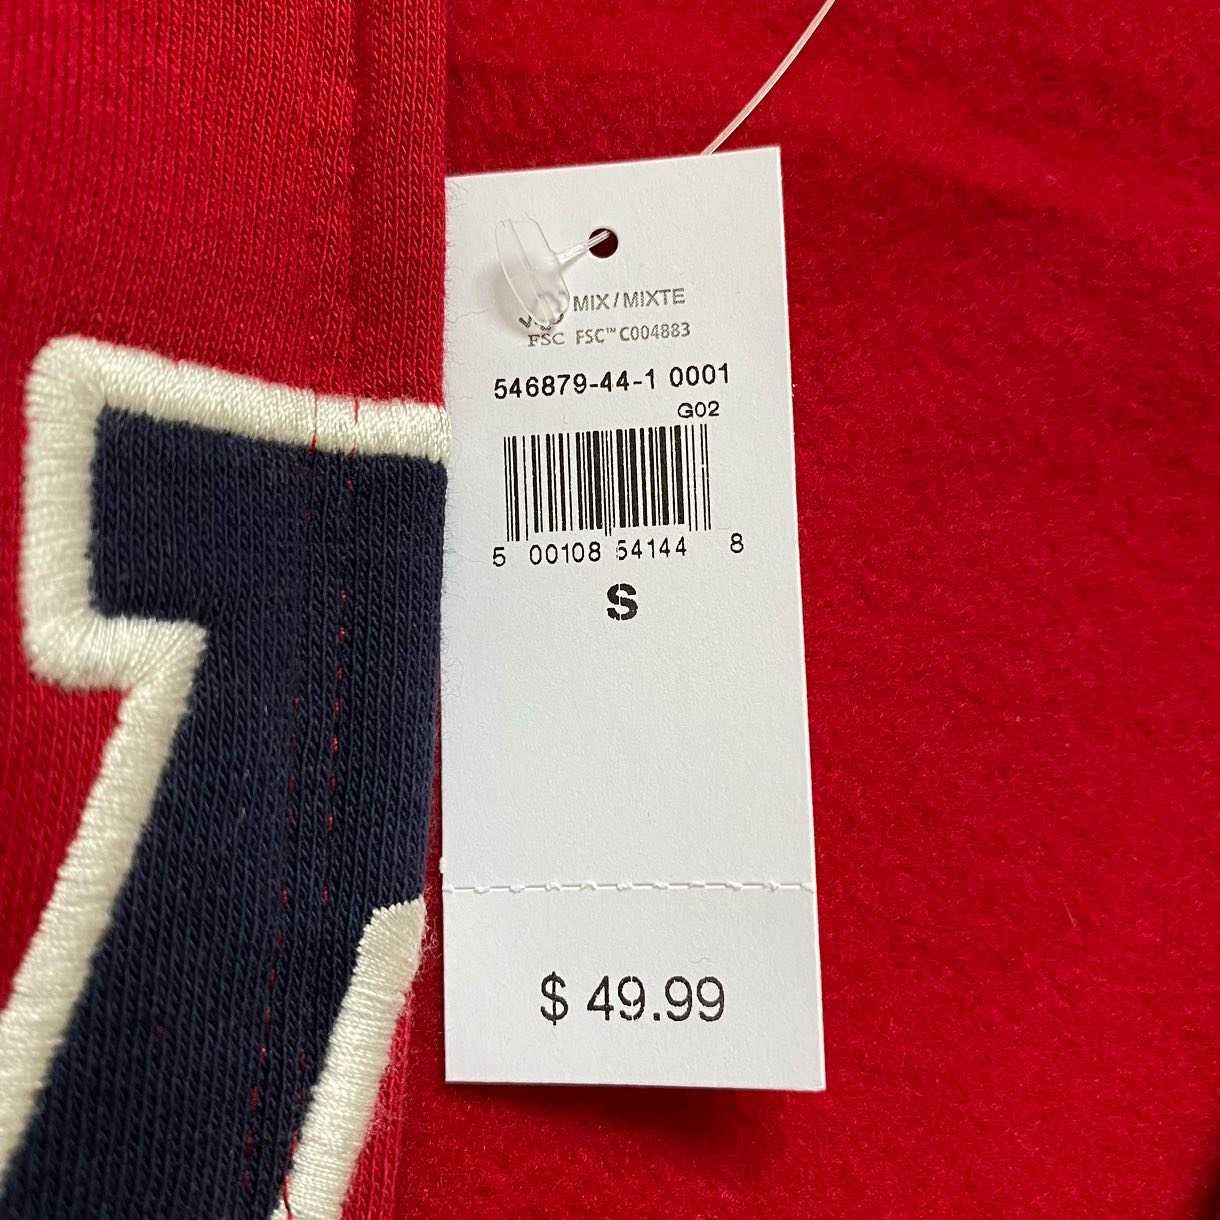 MIX/MIXTE
FSC FSC™ C004883
546879-44-1 0001
G02
5 00108 54144 8
S
$ 49.99